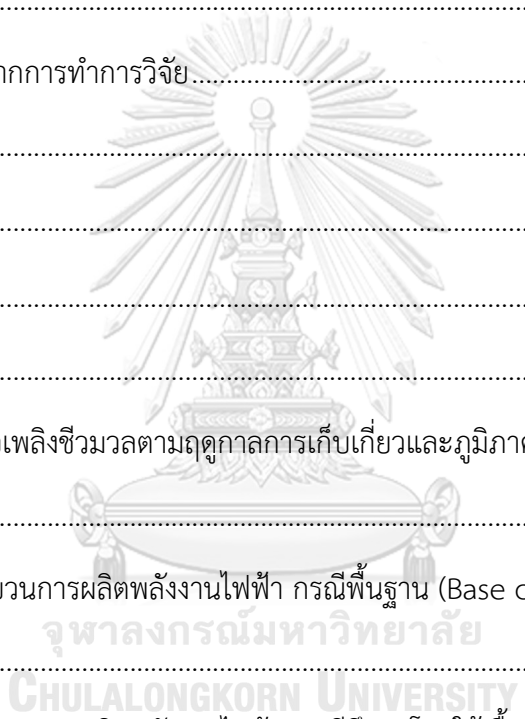 ...............................................................................
ากการทำการวิจัย...............................................
...............................................................................
...............................................................................
...............................................................................
...............................................................................
เพลิงชีวมวลตามฤดูกาลการเก็บเกี่ยวและภูมิภาค
...............................................................................
วนการผลิตพลังงานไฟฟ้า กรณีพื้นฐาน (Base c
จุฬาลงกรณ์มหาวิทยาลัย
...............................................................................
CHULALONGKORN UNIVERSITY